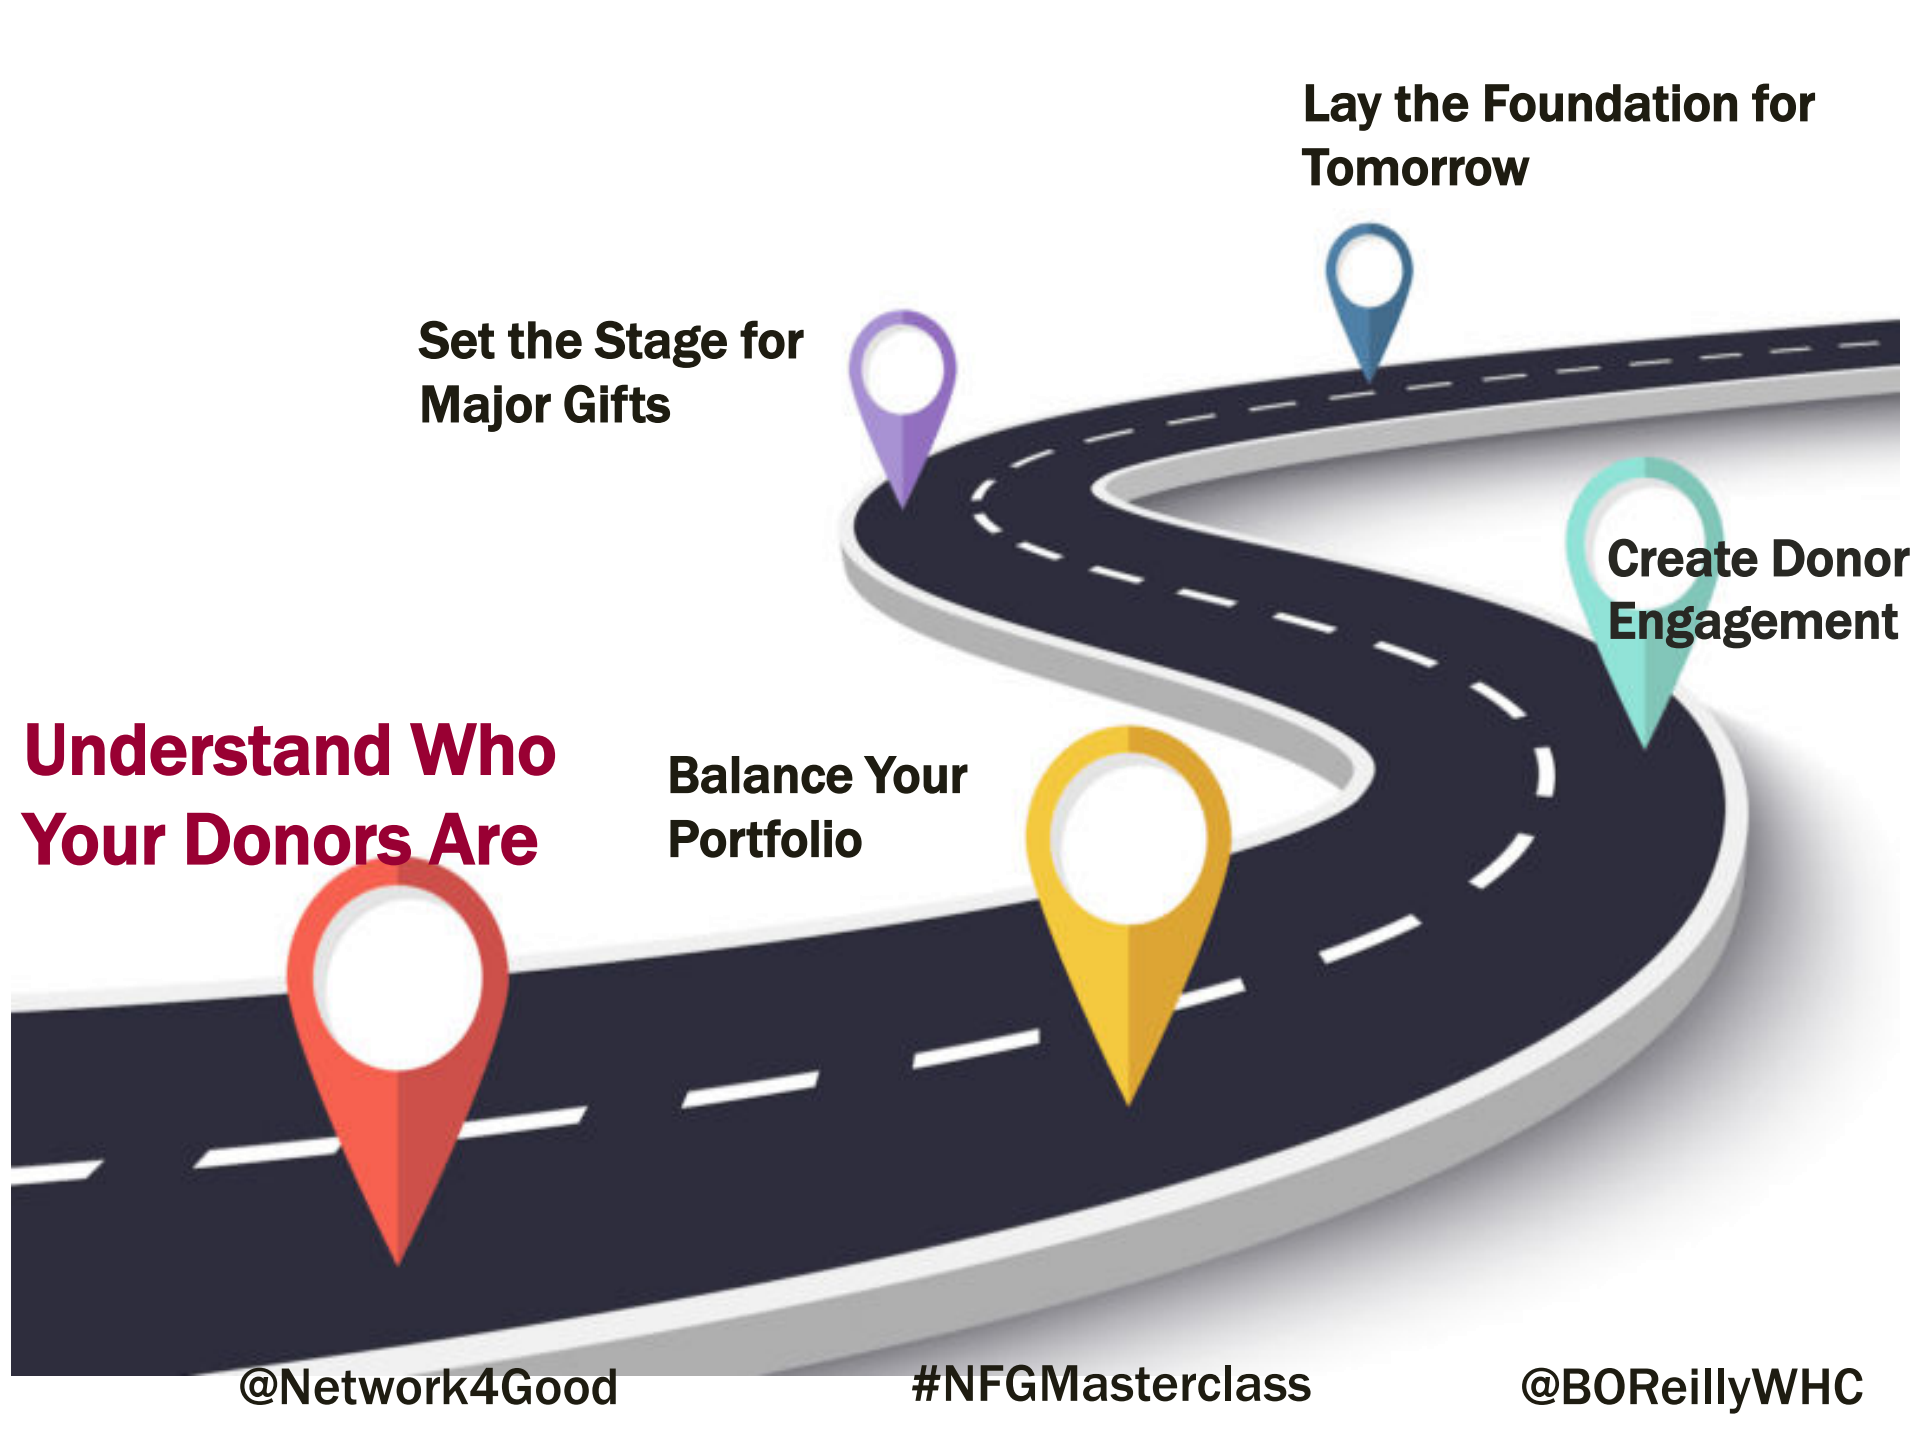 Lay the Foundation for
Tomorrow
Set the Stage for
Major Gifts
Create Donor
Engagement
Understand Who
Your Donors Are
Balance Your
Portfolio
@Network4Good
#NFGMasterclass
@BOReillyWHC